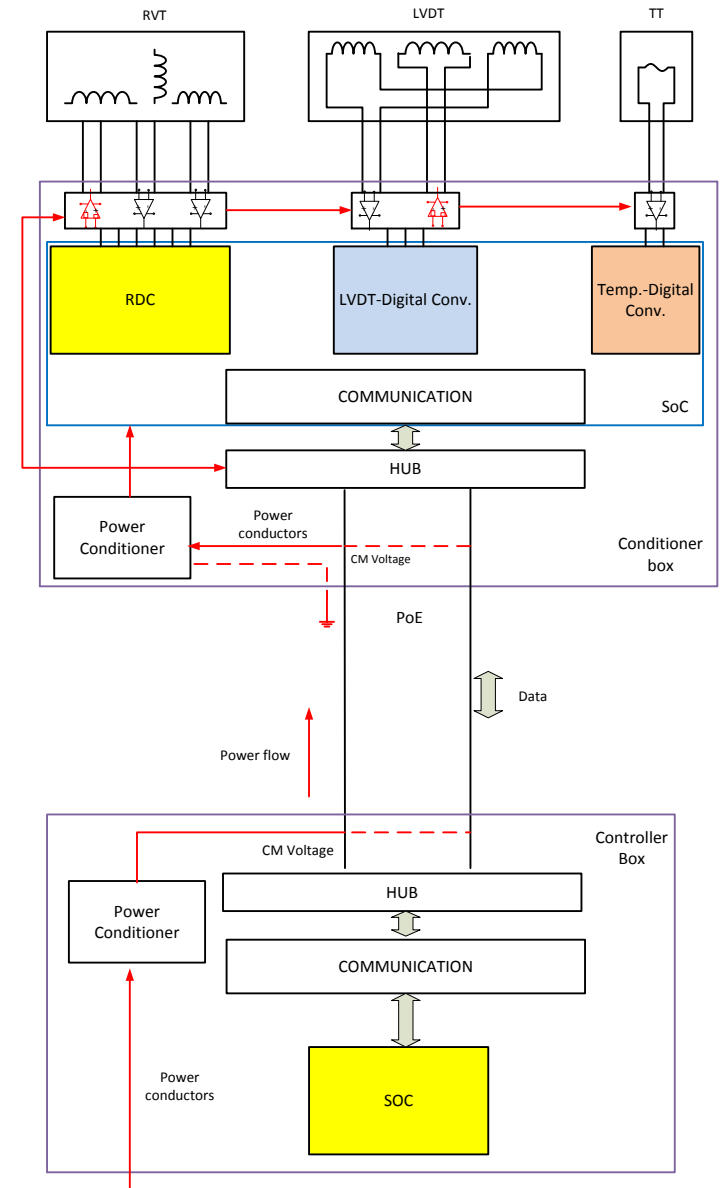 RVT
LVDT
TT
RDC
LVDT-Digital Conv.
Temp.-Digital
Conv.
COMMUNICATION
SoC
HUB
Power
Conditioner
Power
conductors
CM Voltage
Conditioner
box
PoE
Data
Power flow
Controller
Box
CM Voltage
HUB
Power
Conditioner
COMMUNICATION
Power
conductors
SOC